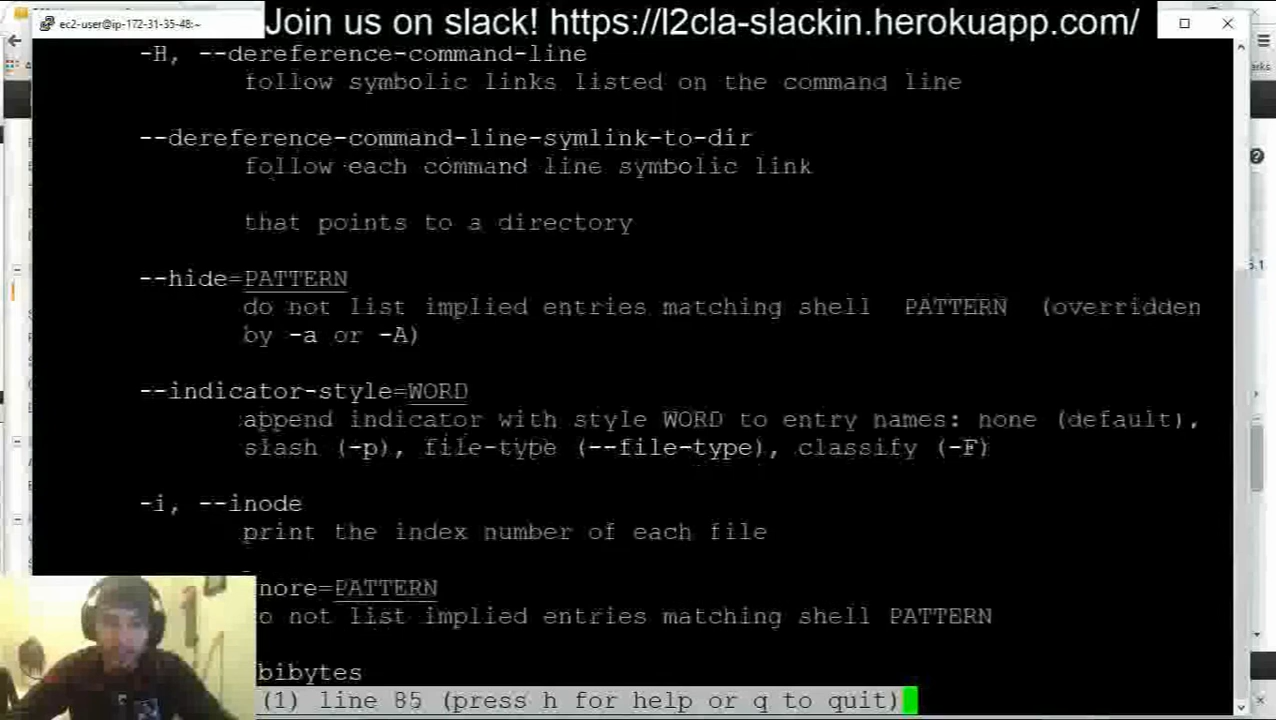 ec2-user@ip-172-31-35-48:~
Join us on slack! https://l2cla-slackin.herokuapp.com/
-H, --dereference-command-line
follow symbolic links listed on the command line
--dereference-command-line-symlink-to-dir
follow each command line symbolic link
that points to a directory
--hide=PATTERN
do not list implied entries matching shell PATTERN (overridden
by -a or -A)
--indicator-style=WORD
append indicator with style WORD to entry names: none (default),
slash (-p), file-type (--file-type), classify (-F)
-i, --inode
print the index number of each file
nore=PATTERN
o not list implied entries matching shell PATTERN
bibytes
(1) line 85 (press h for help or q to quit)